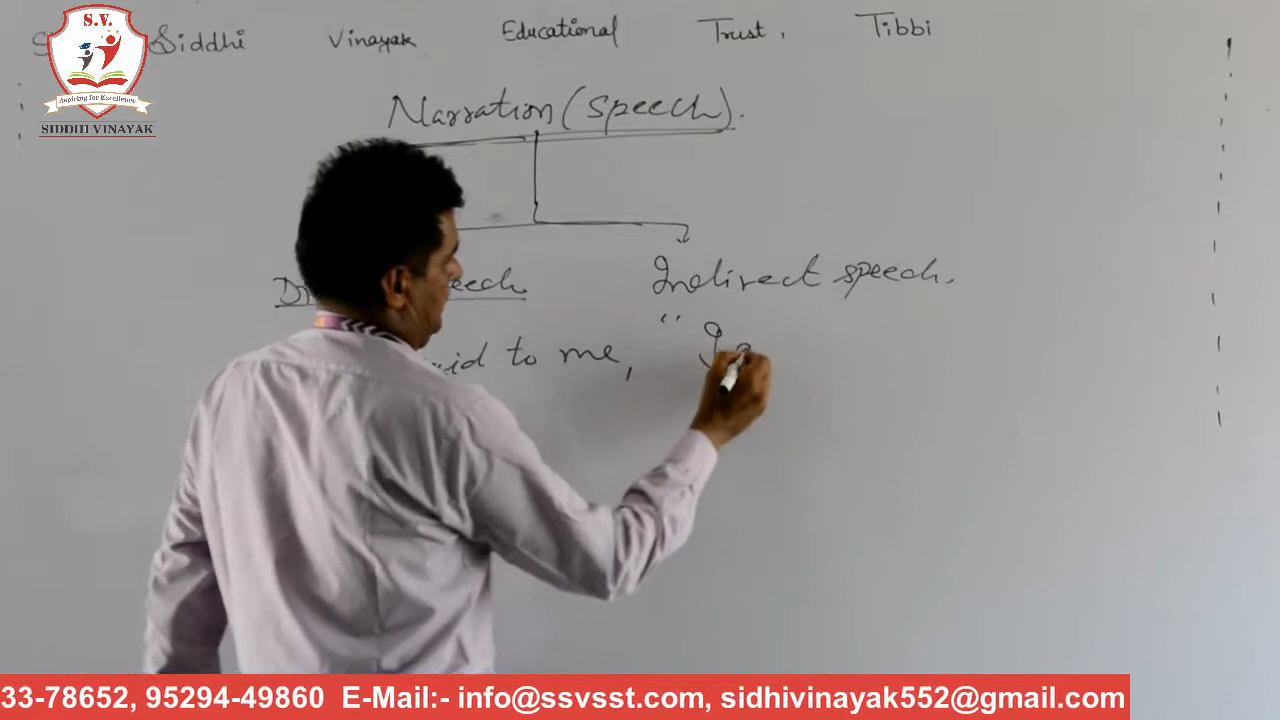 S.V.
Aspiring for Excellence
SIDDHI VINAYAK
Siddhi Vinayak Educational Trust, Tibbi
Narration (Speech).
Indirect speech.
said to me, " I a
33-78652, 95294-49860 E-Mail:- info@ssvsst.com, sidhivinayak552@gmail.com